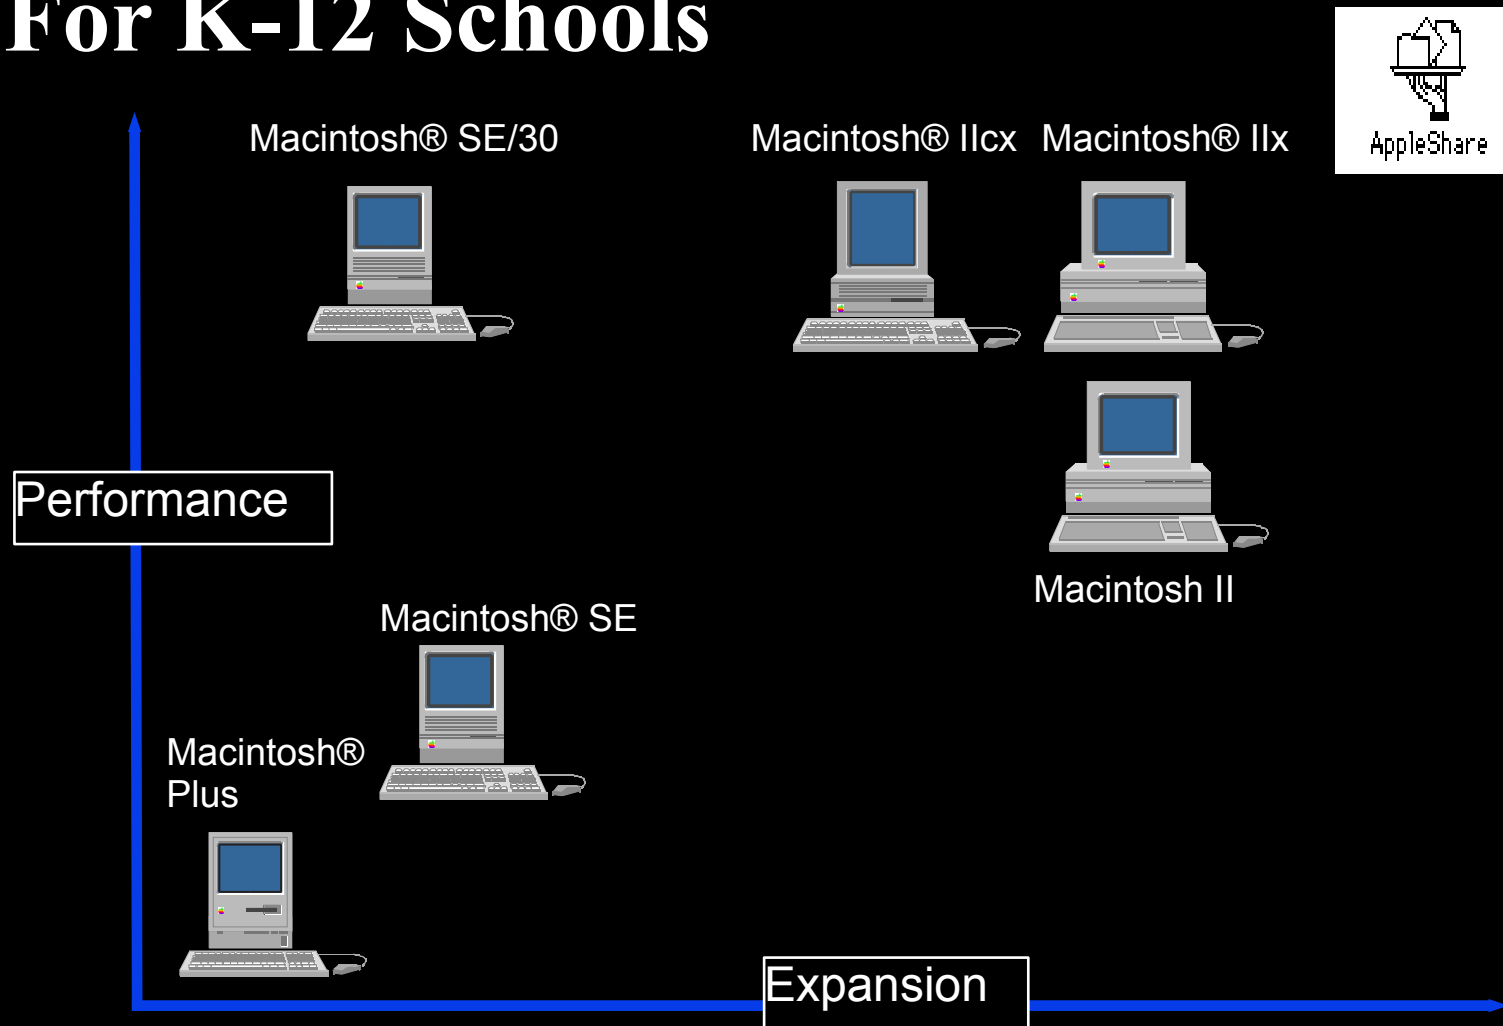 For K-12 Schools
AppleShare
Macintosh® SE/30
Macintosh® IIcx
Macintosh® IIx
Performance
Macintosh II
Macintosh® SE
Macintosh®
Plus
Expansion